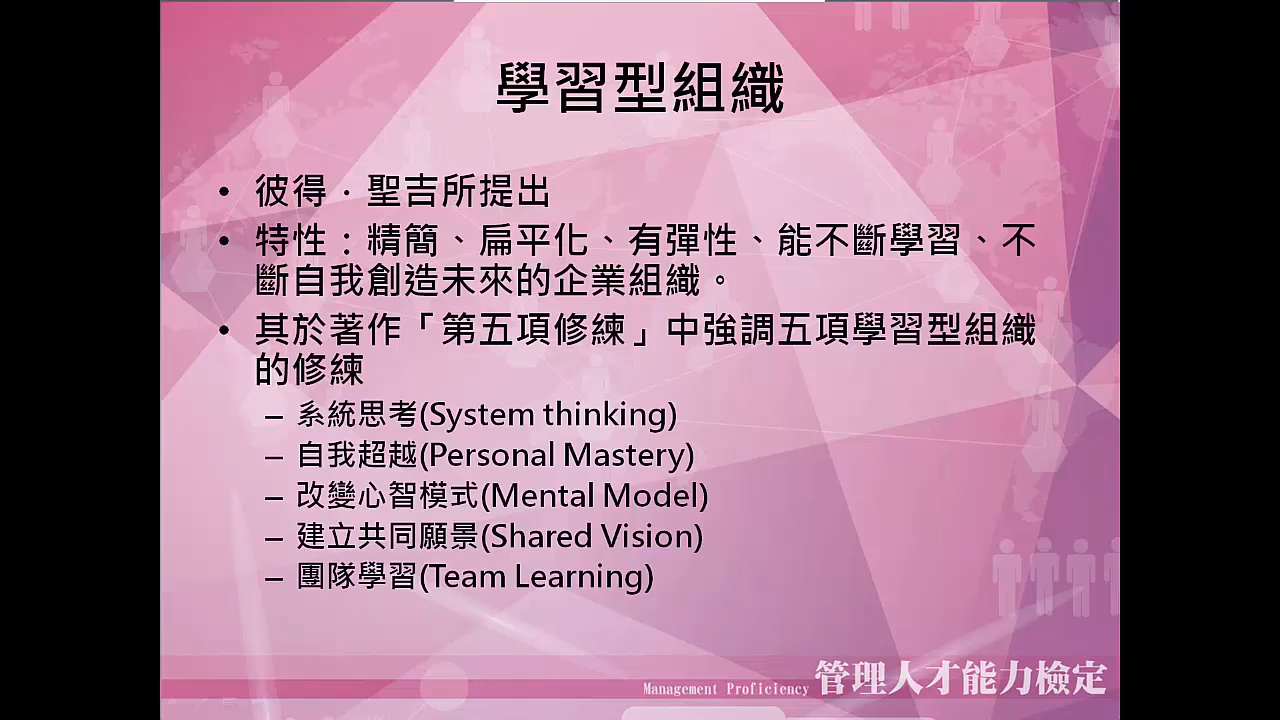 學習型組織
• 彼得．聖吉所提出
• 特性：精簡、扁平化、有彈性、能不斷學習、不
斷自我創造未來的企業組織。
• 其於著作「第五項修練」中強調五項學習型組織
的修練
– 系統思考(System thinking)
– 自我超越(Personal Mastery)
– 改變心智模式(Mental Model)
– 建立共同願景(Shared Vision)
– 團隊學習(Team Learning)
Management Proficiency 管理人才能力檢定